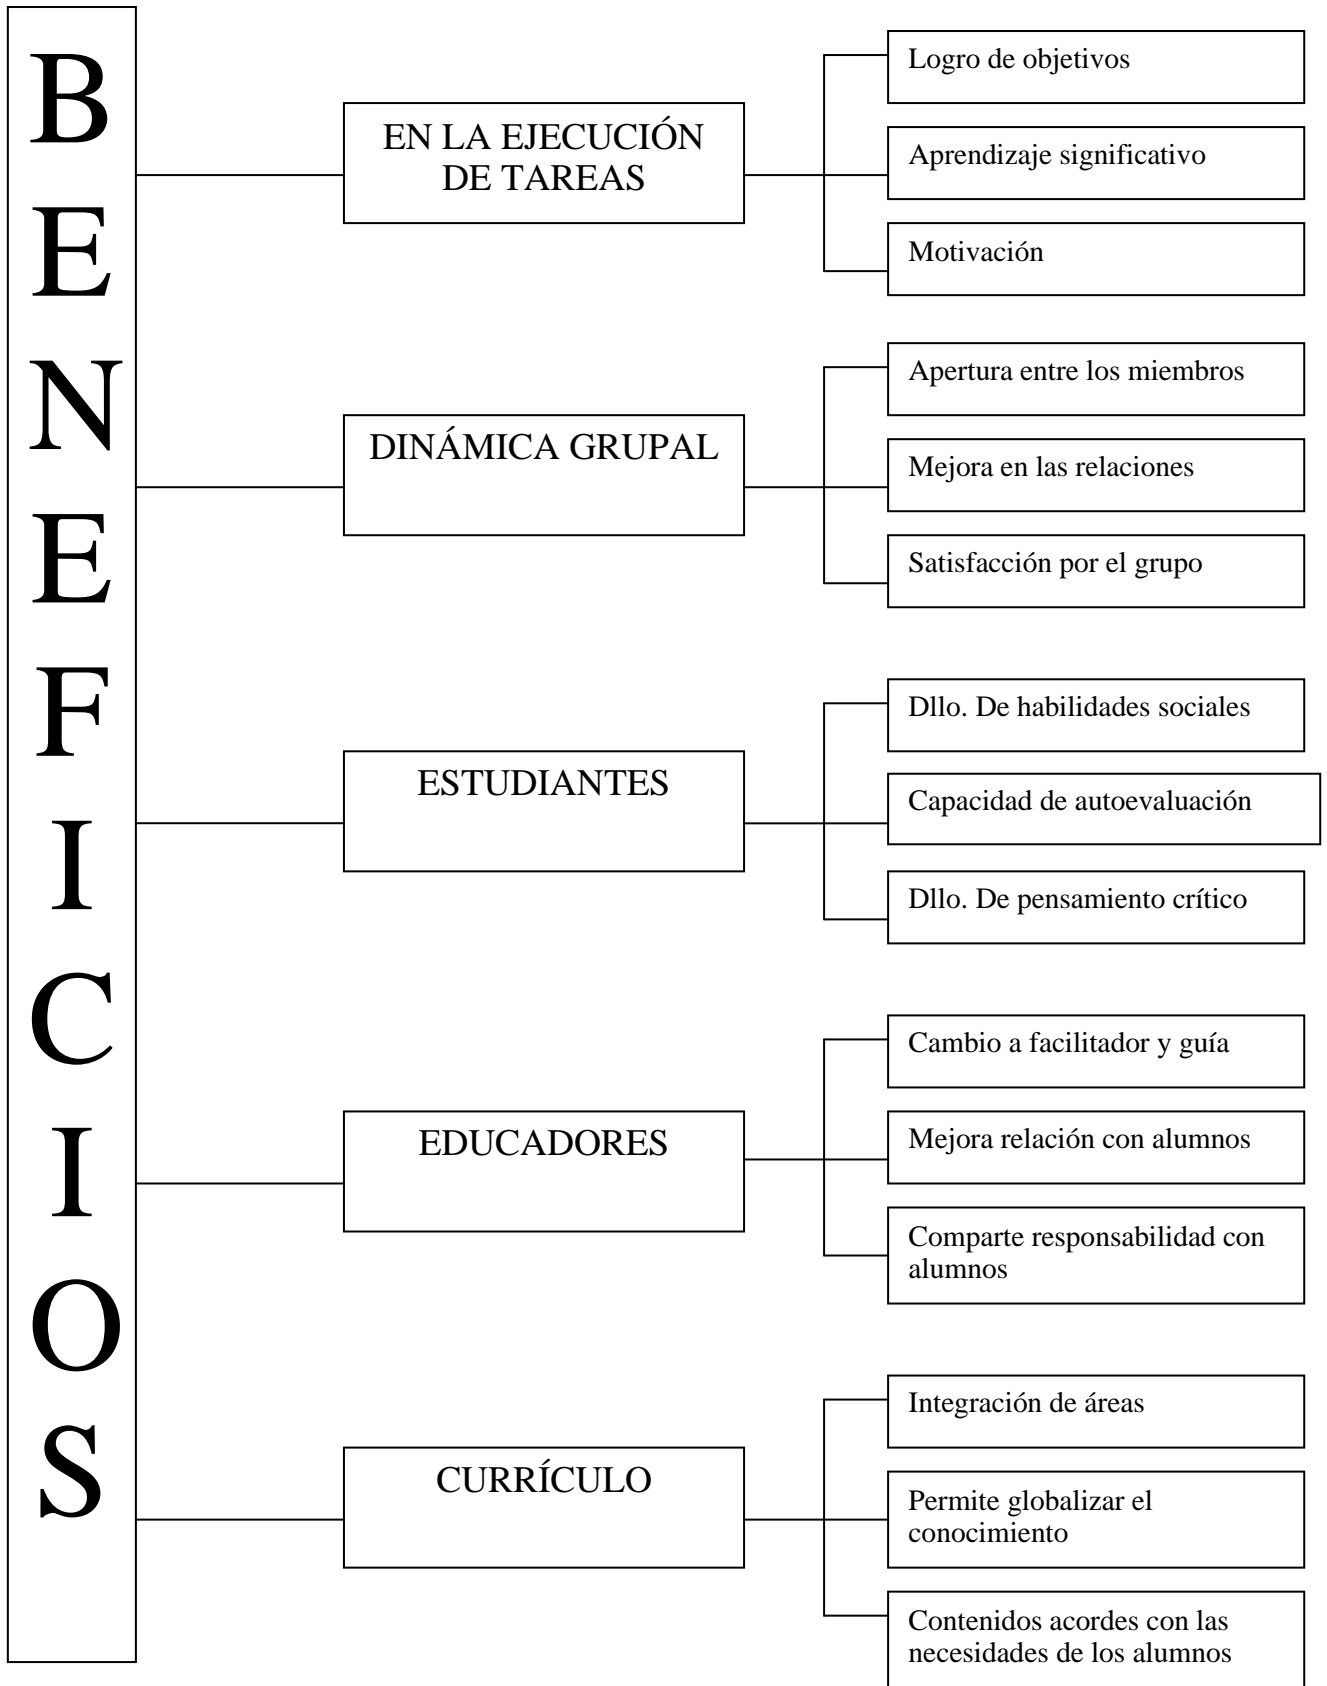 BENEFICIOS
EN LA EJECUCIÓN
DE TAREAS
Logro de objetivos
Aprendizaje significativo
Motivación
DINÁMICA GRUPAL
Apertura entre los miembros
Mejora en las relaciones
Satisfacción por el grupo
ESTUDIANTES
Dllo. De habilidades sociales
Capacidad de autoevaluación
Dllo. De pensamiento crítico
EDUCADORES
Cambio a facilitador y guía
Mejora relación con alumnos
Comparte responsabilidad con
alumnos
CURRÍCULO
Integración de áreas
Permite globalizar el
conocimiento
Contenidos acordes con las
necesidades de los alumnos